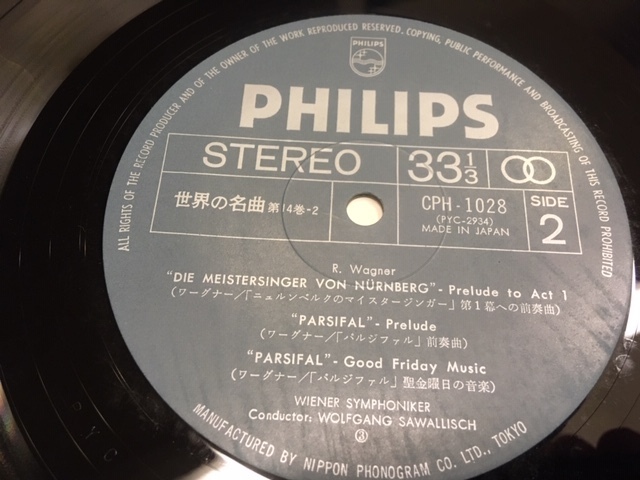 ALL RIGHTS OF THE RECORD PRODUCER AND OF THE OWNER OF THE WORK REPRODUCED RESERVED. COPYING, PUBLIC PERFORMANCE AND BROADCASTING OF THIS RECORD PROHIBITED
PHILIPS
PHILIPS
STEREO
33 1/3
世界の名曲 第14巻-2
CPH-1028
(PYC-2934)
MADE IN JAPAN
SIDE
2
R. Wagner
"DIE MEISTERSINGER VON NÜRNBERG" - Prelude to Act 1
(ワーグナー/「ニュルンベルクのマイスタージンガー」第1幕への前奏曲)
"PARSIFAL" - Prelude
(ワーグナー/「パルジファル」前奏曲)
"PARSIFAL" - Good Friday Music
(ワーグナー/「パルジファル」聖金曜日の音楽)
WIENER SYMPHONIKER
Conductor: WOLFGANG SAWALLISCH
③
MANUFACTURED BY NIPPON PHONOGRAM CO. LTD., TOKYO